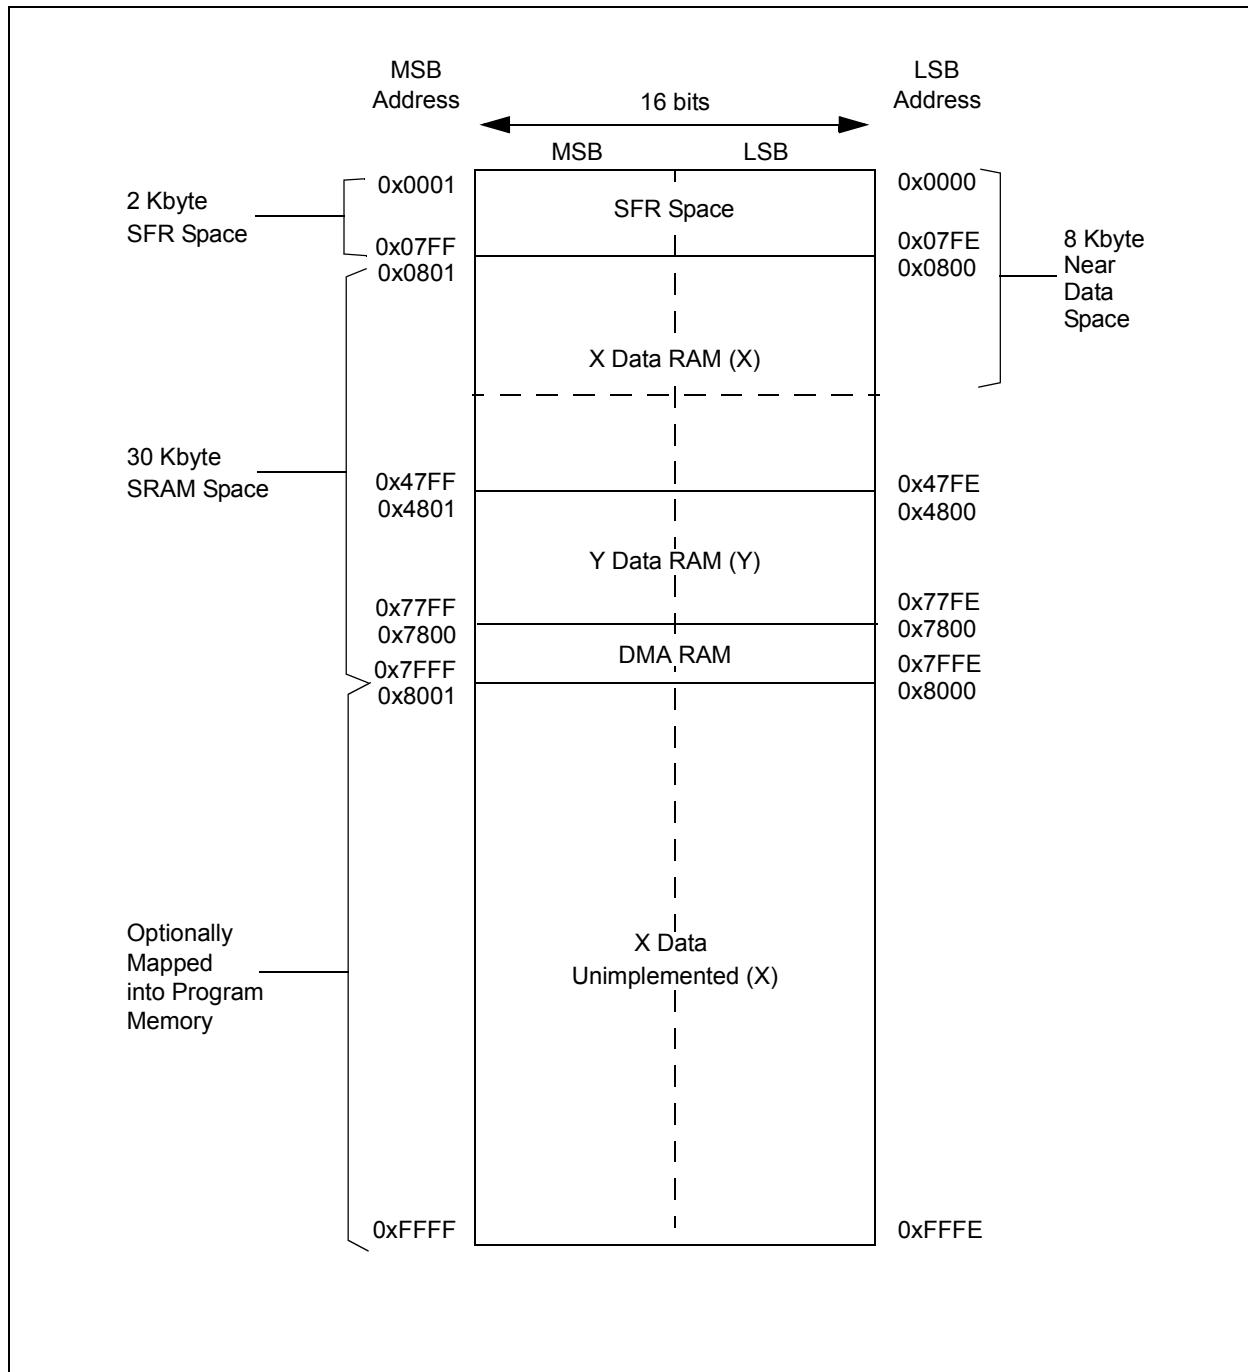 MSB
Address
LSB
Address
16 bits
MSB
LSB
2 Kbyte
SFR Space
0x0001
0x07FF
0x0801
SFR Space
0x0000
0x07FE
0x0800
8 Kbyte
Near
Data
Space
X Data RAM (X)
30 Kbyte
SRAM Space
0x47FF
0x4801
0x47FE
0x4800
Y Data RAM (Y)
0x77FF
0x7800
0x77FE
0x7800
DMA RAM
0x7FFF
0x8001
0x7FFE
0x8000
Optionally
Mapped
into Program
Memory
X Data
Unimplemented (X)
0xFFFF
0xFFFE